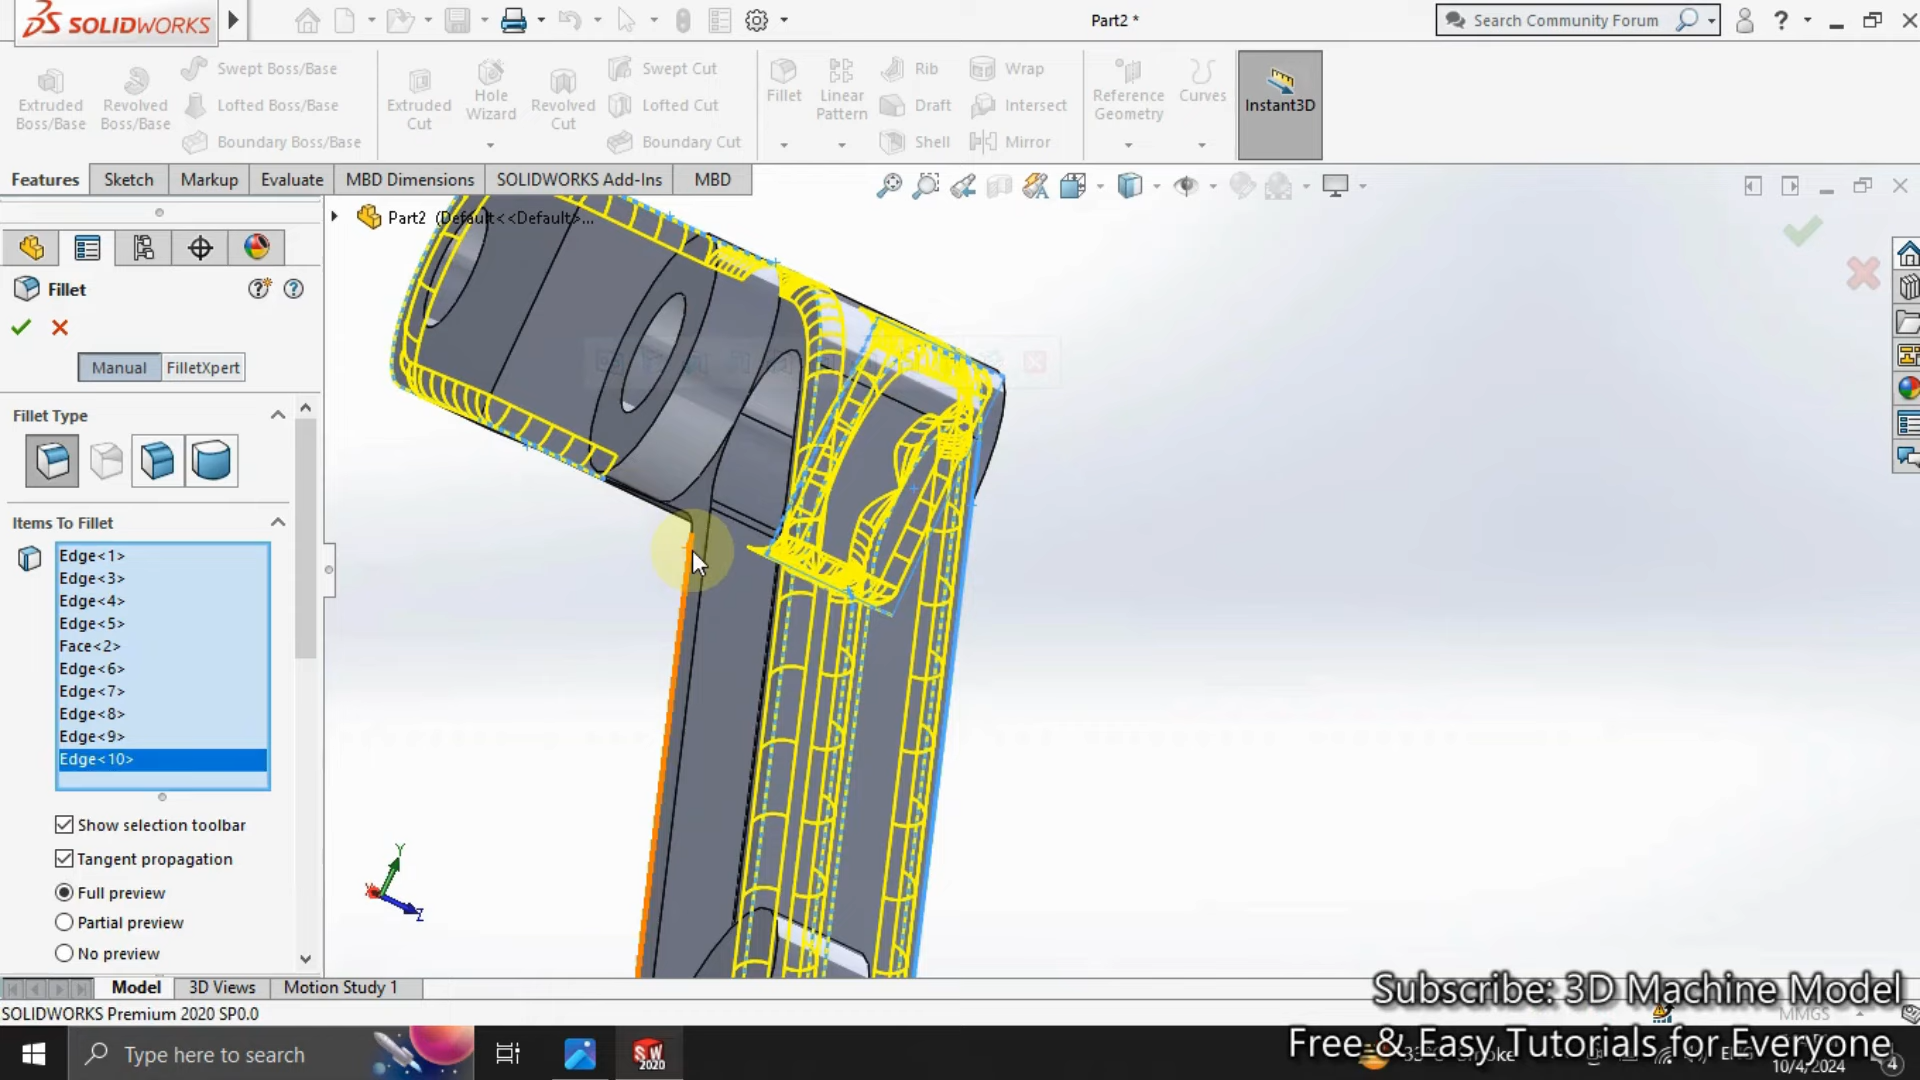 SOLIDWORKS
Part2 *
Search Community Forum
Extruded Boss/Base
Revolved Boss/Base
Swept Boss/Base
Lofted Boss/Base
Boundary Boss/Base
Extruded Cut
Hole Wizard
Revolved Cut
Swept Cut
Lofted Cut
Boundary Cut
Fillet
Linear Pattern
Rib
Draft
Shell
Wrap
Intersect
Mirror
Reference Geometry
Curves
Instant3D
Features
Sketch
Markup
Evaluate
MBD Dimensions
SOLIDWORKS Add-Ins
MBD
Part2 (Default<<Default>...
Fillet
Manual
FilletXpert
Fillet Type
Items To Fillet
Edge<1>
Edge<3>
Edge<4>
Edge<5>
Face<2>
Edge<6>
Edge<7>
Edge<8>
Edge<9>
Edge<10>
Show selection toolbar
Tangent propagation
Full preview
Partial preview
No preview
Y
Z
Model
3D Views
Motion Study 1
Subscribe: 3D Machine Model
SOLIDWORKS Premium 2020 SP0.0
MMGS
Free & Easy Tutorials for Everyone
Type here to search
SW 2020
10/4/2024
4